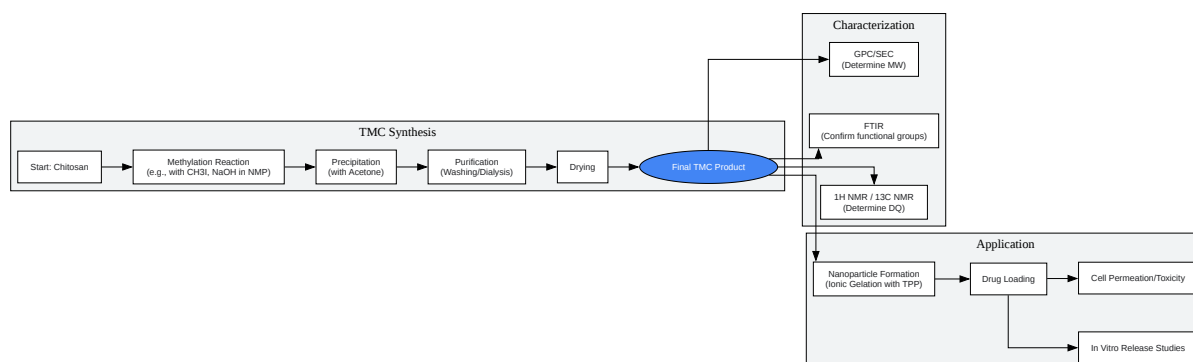 TMC Synthesis
Start: Chitosan
Methylation Reaction
(e.g., with CH3I, NaOH in NMP)
Precipitation
(with Acetone)
Purification
(Washing/Dialysis)
Drying
Final TMC Product
Characterization
GPC/SEC
(Determine MW)
FTIR
(Confirm functional groups)
1H NMR / 13C NMR
(Determine DQ)
Application
Nanoparticle Formation
(Ionic Gelation with TPP)
Drug Loading
Cell Permeation/Toxicity
In Vitro Release Studies